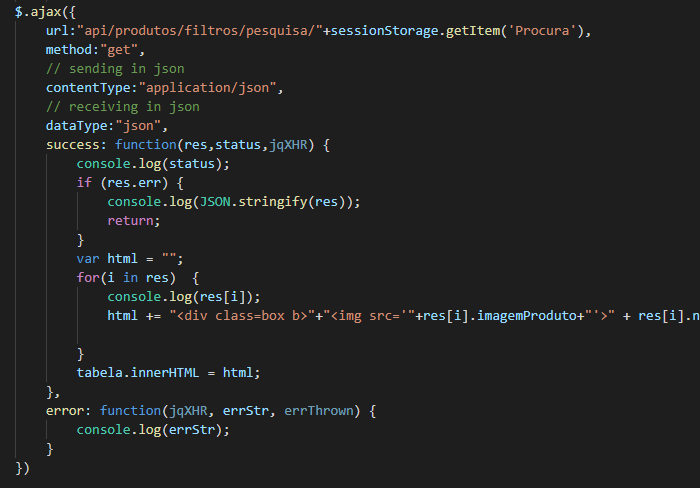 $.ajax({
url:"api/produtos/filtros/pesquisa/"+sessionStorage.getItem('Procura'),
method:"get",
// sending in json
contentType:"application/json",
// receiving in json
dataType:"json",
success: function(res,status,jqXHR) {
console.log(status);
if (res.err) {
console.log(JSON.stringify(res));
return;
}
var html = "";
for(i in res)  {
console.log(res[i]);
html += "<div class=box b>"+"<img src='"+res[i].imagemProduto+"'>" + res[i].n
}
tabela.innerHTML = html;
},
error: function(jqXHR, errStr, errThrown) {
console.log(errStr);
}
})